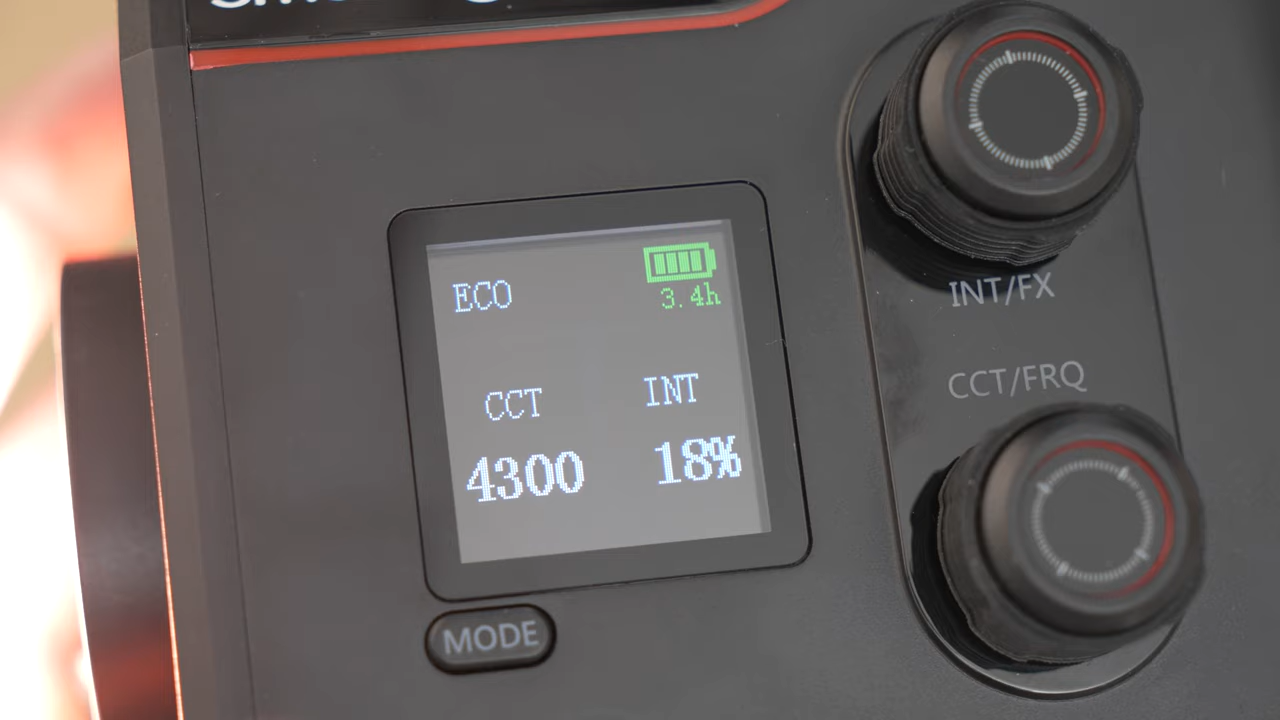 ECO
3.4h
CCT
INT
4300
18%
MODE
INT/FX
CCT/FRQ